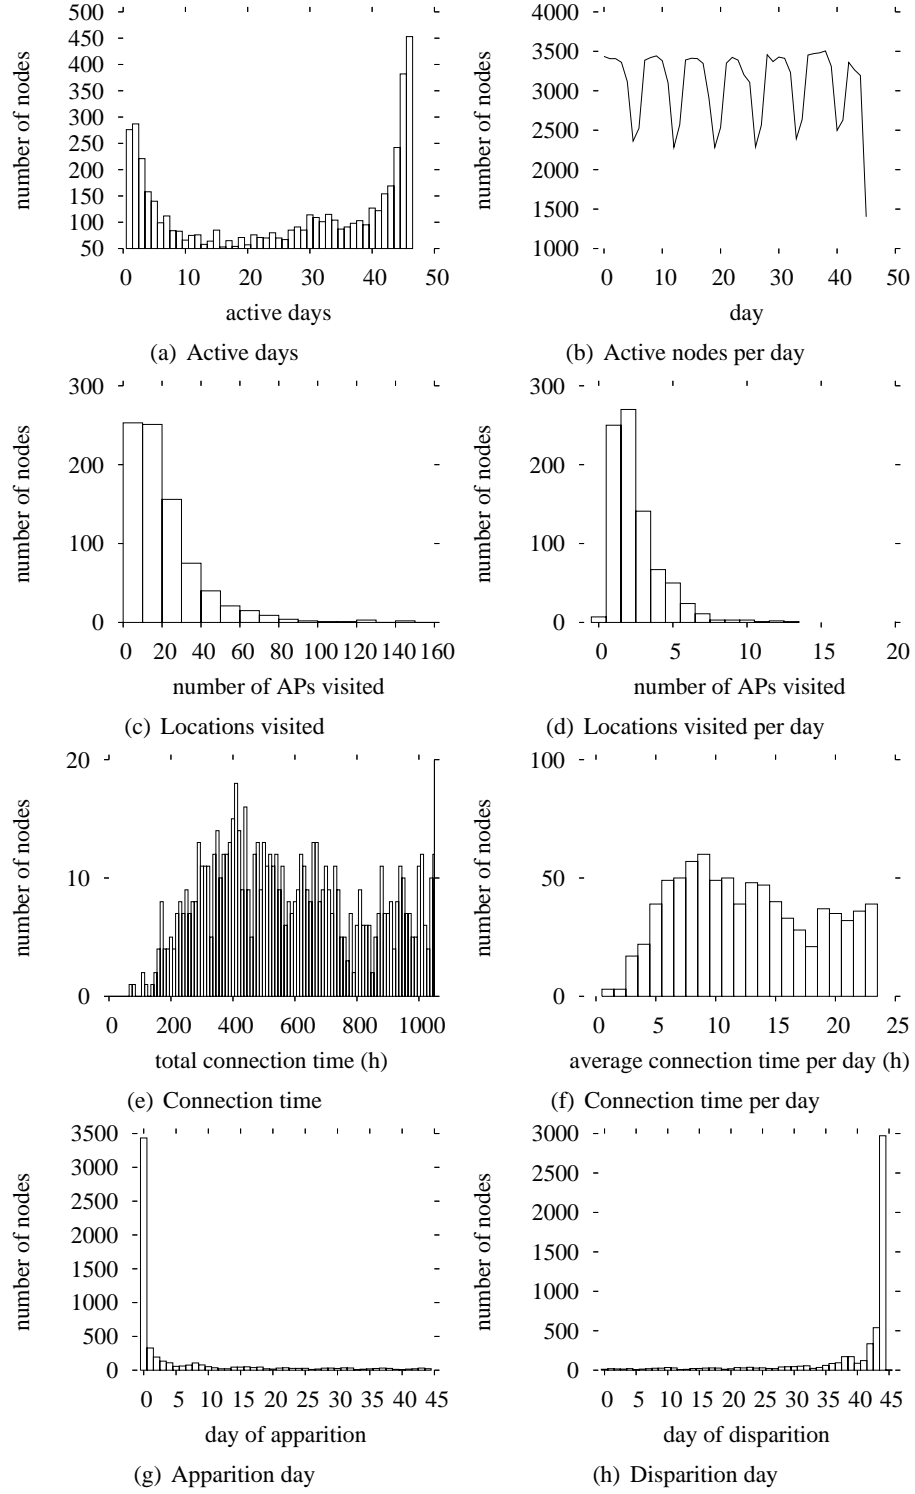 500
450
400
350
300
250
200
150
100
50
number of nodes
0 10 20 30 40 50
active days
(a) Active days
4000
3500
3000
2500
2000
1500
1000
number of nodes
0 10 20 30 40 50
day
(b) Active nodes per day
300
200
100
0
number of nodes
0 20 40 60 80 100 120 140 160
number of APs visited
(c) Locations visited
300
200
100
0
number of nodes
0 5 10 15 20
number of APs visited
(d) Locations visited per day
20
10
0
number of nodes
0 200 400 600 800 1000
total connection time (h)
(e) Connection time
100
50
0
number of nodes
0 5 10 15 20 25
average connection time per day (h)
(f) Connection time per day
3500
3000
2500
2000
1500
1000
500
0
number of nodes
0 5 10 15 20 25 30 35 40 45
day of apparition
(g) Apparition day
3000
2500
2000
1500
1000
500
0
number of nodes
0 5 10 15 20 25 30 35 40 45
day of disparition
(h) Disparition day